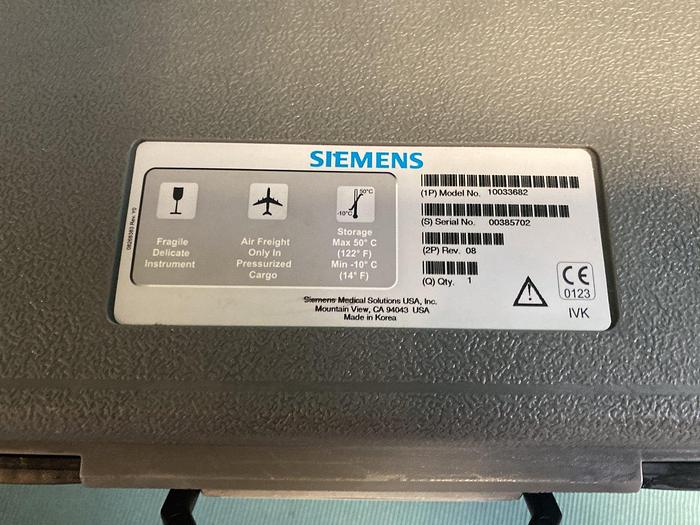 SIEMENS
Fragile
Delicate
Instrument
Air Freight
Only In
Pressurized
Cargo
50°C
-10°C
Storage
Max 50° C
(122° F)
Min -10° C
(14° F)
(1P) Model No. 10033682
(S) Serial No. 00385702
(2P) Rev. 08
(Q) Qty. 1
CE
0123
IVK
Siemens Medical Solutions USA, Inc.
Mountain View, CA 94043 USA
Made in Korea